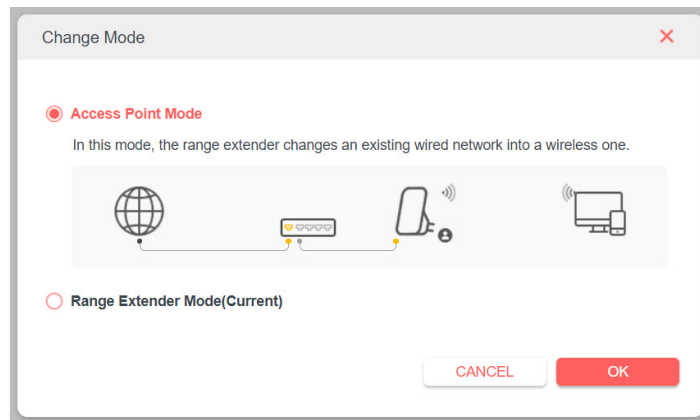 Change Mode
Access Point Mode
In this mode, the range extender changes an existing wired network into a wireless one.
Range Extender Mode(Current)
CANCEL
OK